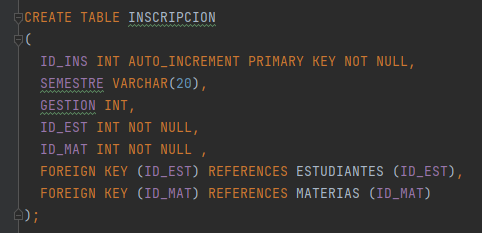 CREATE TABLE INSCRIPCION
(
ID_INS INT AUTO_INCREMENT PRIMARY KEY NOT NULL,
SEMESTRE VARCHAR(20),
GESTION INT,
ID_EST INT NOT NULL,
ID_MAT INT NOT NULL ,
FOREIGN KEY (ID_EST) REFERENCES ESTUDIANTES (ID_EST),
FOREIGN KEY (ID_MAT) REFERENCES MATERIAS (ID_MAT)
);